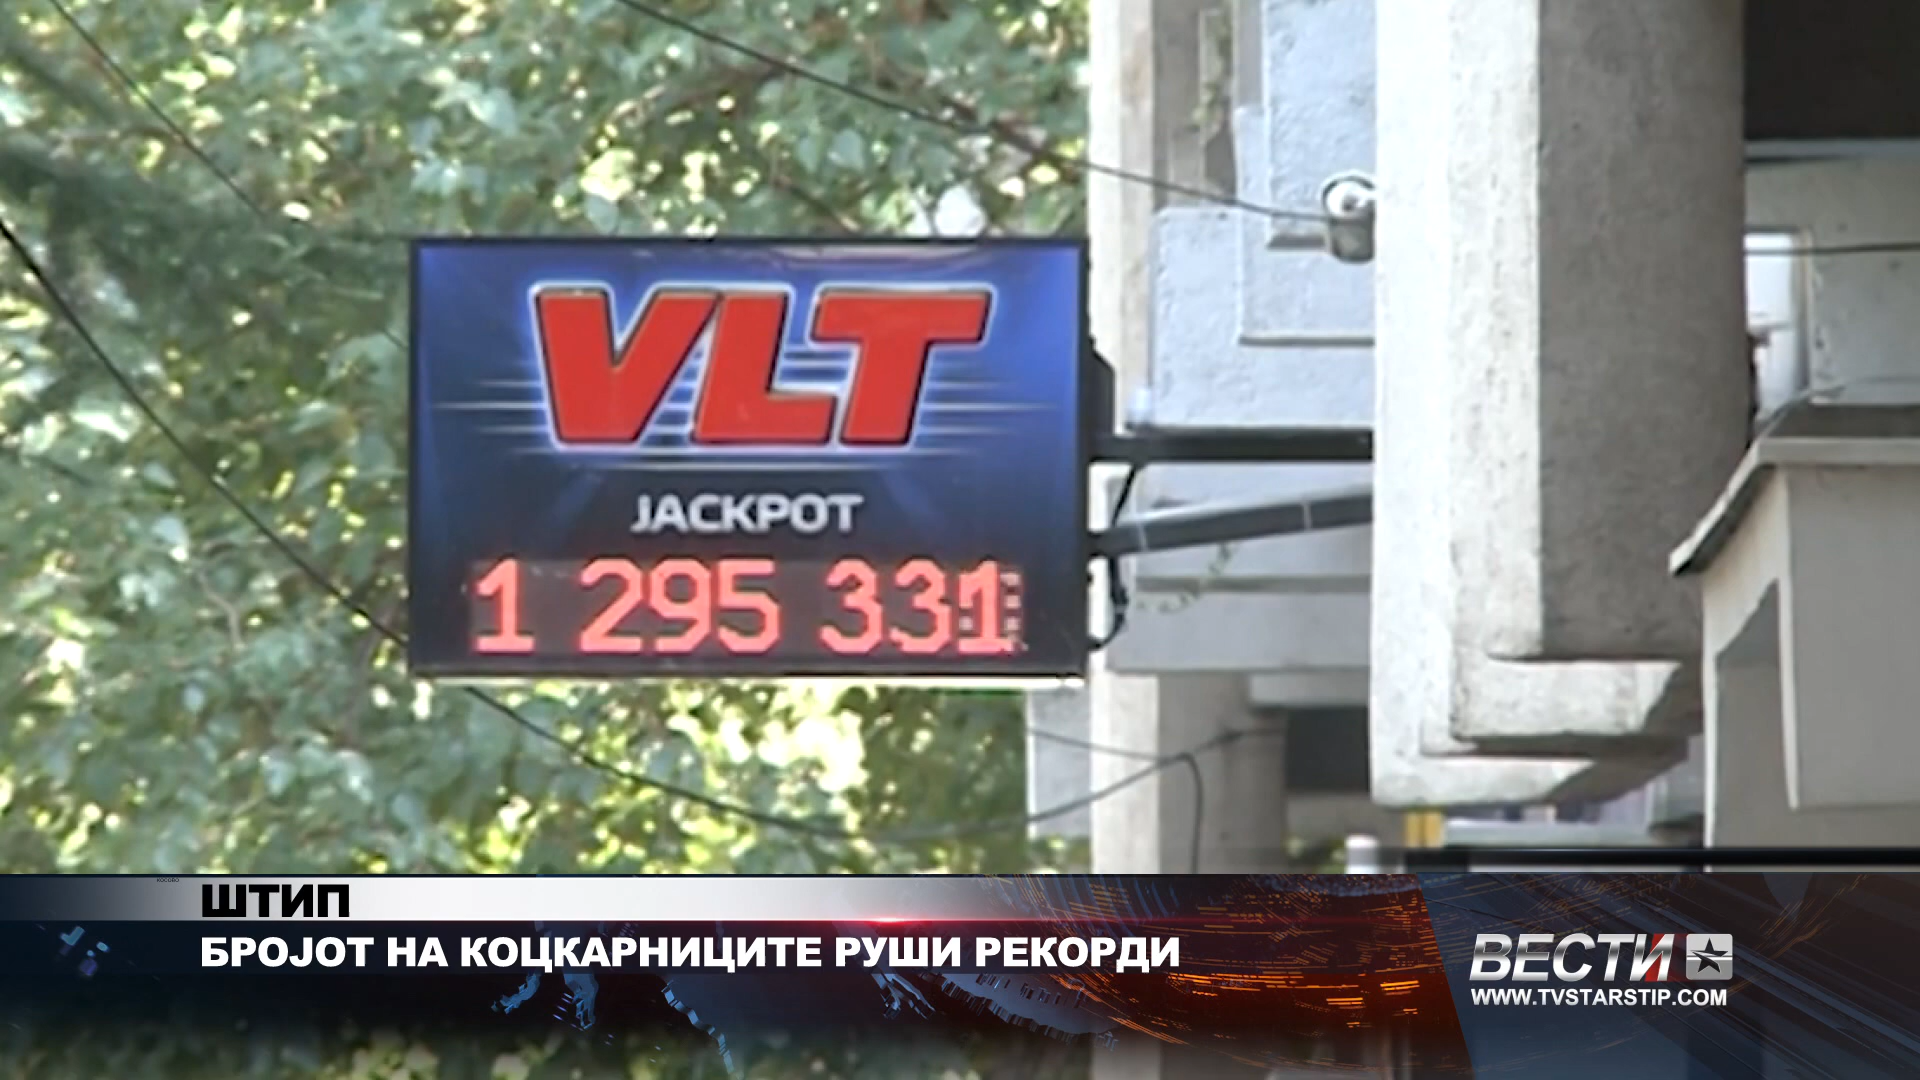 VLT
JACKPOT
1 295 331
ШТИП
БРОЈОТ НА КОЦКАРНИЦИТЕ РУШИ РЕКОРДИ
ВЕСТИ
WWW.TVSTARSTIP.COM